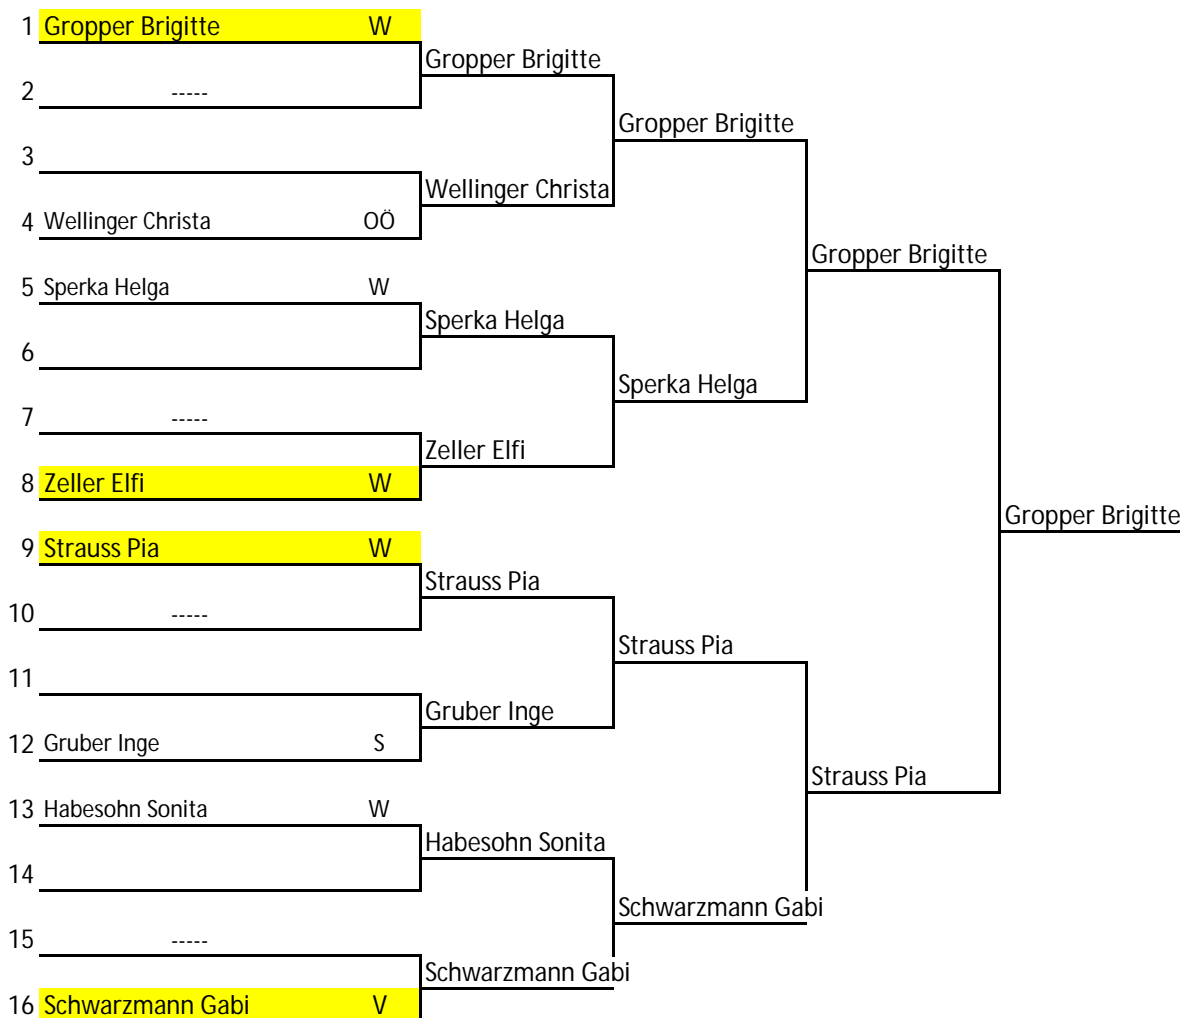 1 Gropper Brigitte W
Gropper Brigitte
2 -----
Gropper Brigitte
3
Wellinger Christa
4 Wellinger Christa OÖ
Gropper Brigitte
5 Sperka Helga W
Sperka Helga
6
Sperka Helga
7 -----
Zeller Elfi
8 Zeller Elfi W
Gropper Brigitte
9 Strauss Pia W
Strauss Pia
10 -----
Strauss Pia
11
Gruber Inge
12 Gruber Inge S
Strauss Pia
13 Habesohn Sonita W
Habesohn Sonita
14
Schwarzmann Gabi
15 -----
Schwarzmann Gabi
16 Schwarzmann Gabi V